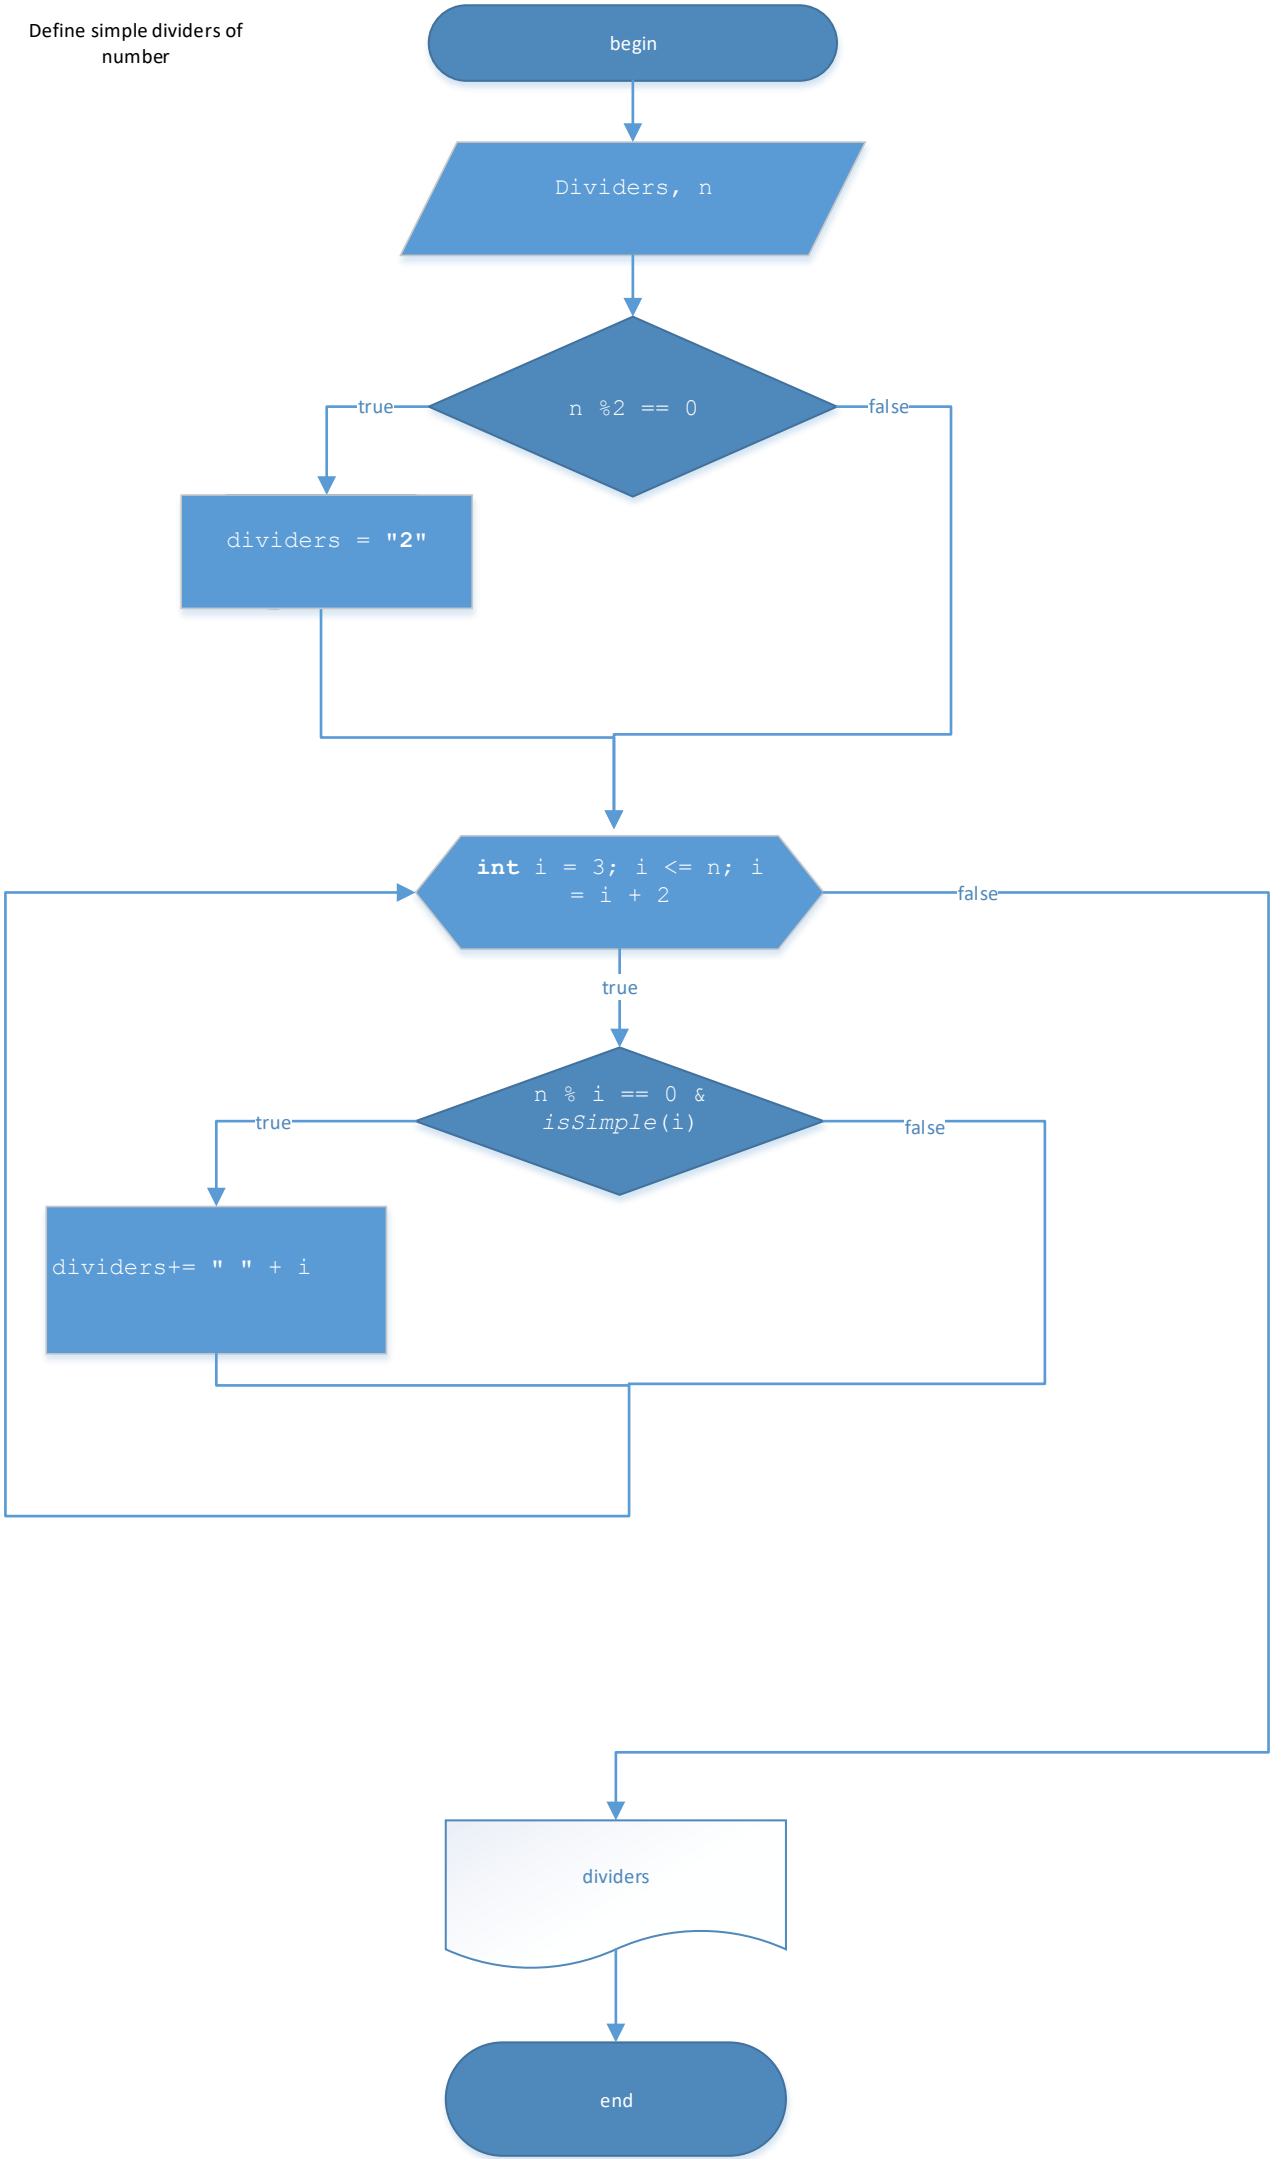 Define simple dividers of
number
begin
Dividers, n
n %2 == 0
true
false
dividers = "2"
int i = 3; i <= n; i
= i + 2
false
true
n % i == 0 &
isSimple(i)
true
false
dividers+= " " + i
dividers
end